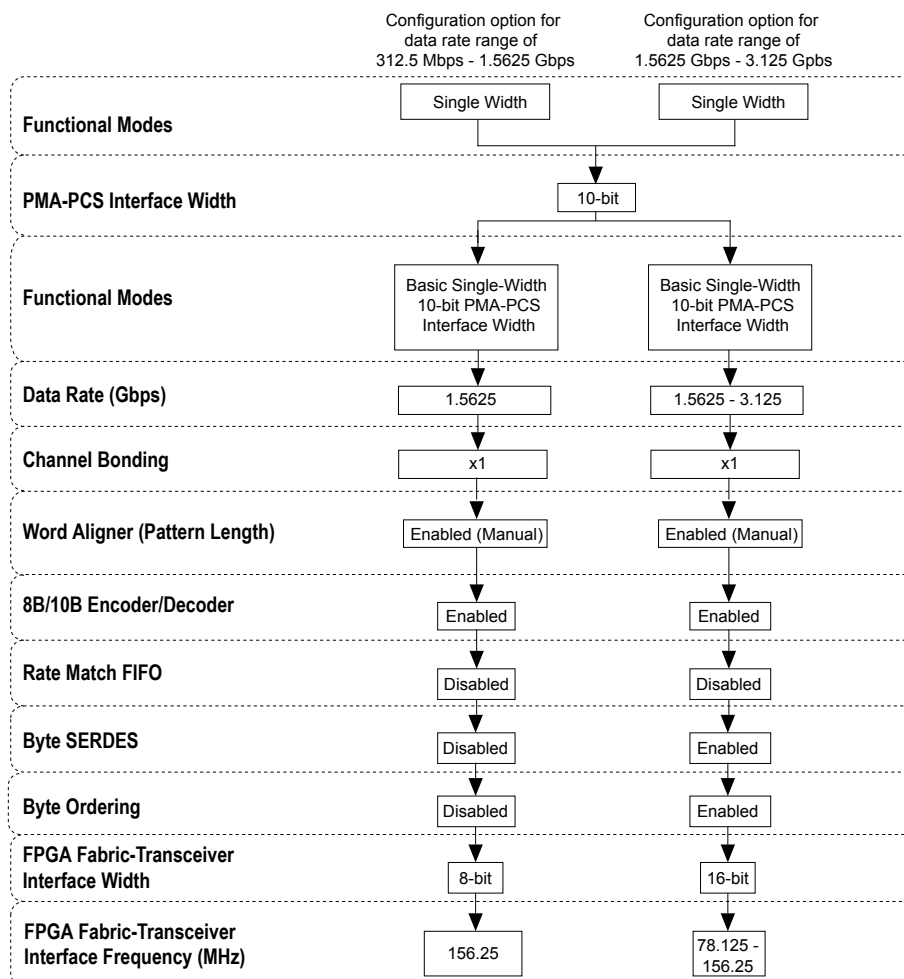 Configuration option for
data rate range of
312.5 Mbps - 1.5625 Gbps
Configuration option for
data rate range of
1.5625 Gbps - 3.125 Gpbs
Functional Modes
Single Width
Single Width
PMA-PCS Interface Width
10-bit
Functional Modes
Basic Single-Width
10-bit PMA-PCS
Interface Width
Basic Single-Width
10-bit PMA-PCS
Interface Width
Data Rate (Gbps)
1.5625
1.5625 - 3.125
Channel Bonding
x1
x1
Word Aligner (Pattern Length)
Enabled (Manual)
Enabled (Manual)
8B/10B Encoder/Decoder
Enabled
Enabled
Rate Match FIFO
Disabled
Disabled
Byte SERDES
Disabled
Enabled
Byte Ordering
Disabled
Enabled
FPGA Fabric-Transceiver
Interface Width
8-bit
16-bit
FPGA Fabric-Transceiver
Interface Frequency (MHz)
156.25
78.125 -
156.25